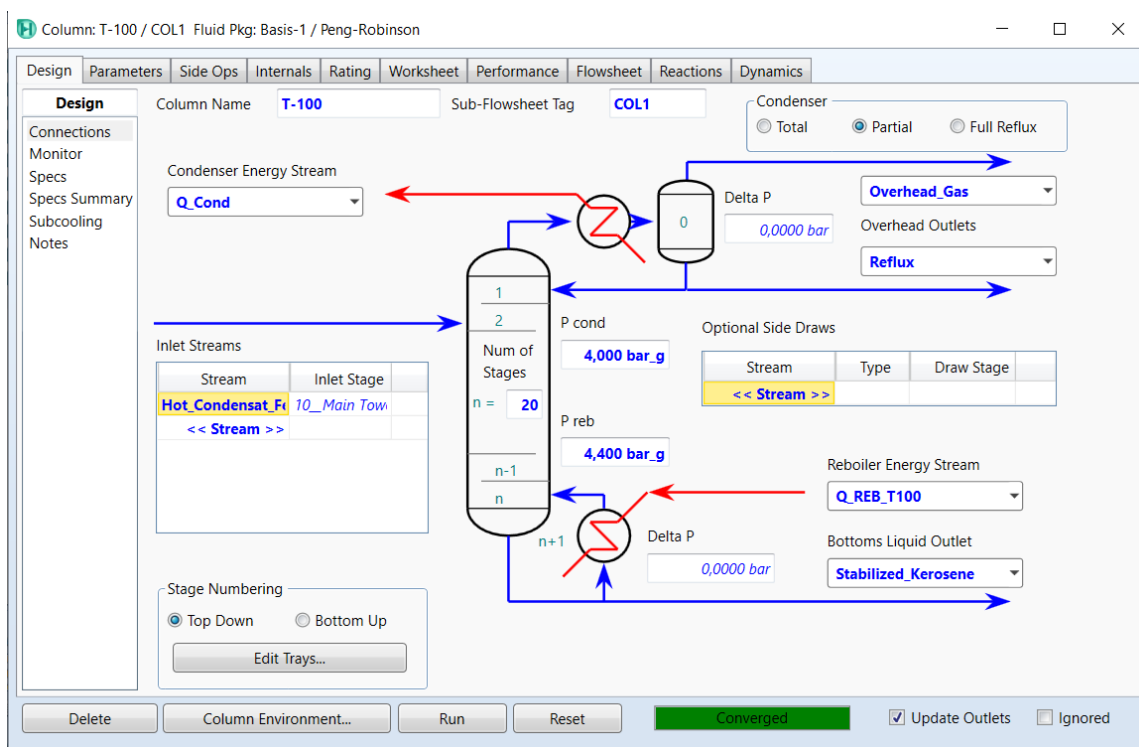 Column: T-100 / COL1 Fluid Pkg: Basis-1 / Peng-Robinson
Design Parameters Side Ops Internals Rating Worksheet Performance Flowsheet Reactions Dynamics
Design
Connections
Monitor
Specs
Specs Summary
Subcooling
Notes
Column Name T-100 Sub-Flowsheet Tag COL1
Condenser
Total Partial Full Reflux
Condenser Energy Stream
Q_Cond
0
Delta P
0,0000 bar
Overhead_Gas
Overhead Outlets
Reflux
1
2
Num of
Stages
n = 20
n-1
n
n+1
P cond
4,000 bar_g
P reb
4,400 bar_g
Inlet Streams
Stream Inlet Stage
Hot_Condensat_Fe 10__Main Tow
<< Stream >>
Optional Side Draws
Stream Type Draw Stage
<< Stream >>
Reboiler Energy Stream
Q_REB_T100
Delta P
0,0000 bar
Bottoms Liquid Outlet
Stabilized_Kerosene
Stage Numbering
Top Down Bottom Up
Edit Trays...
Delete Column Environment... Run Reset Converged Update Outlets Ignored